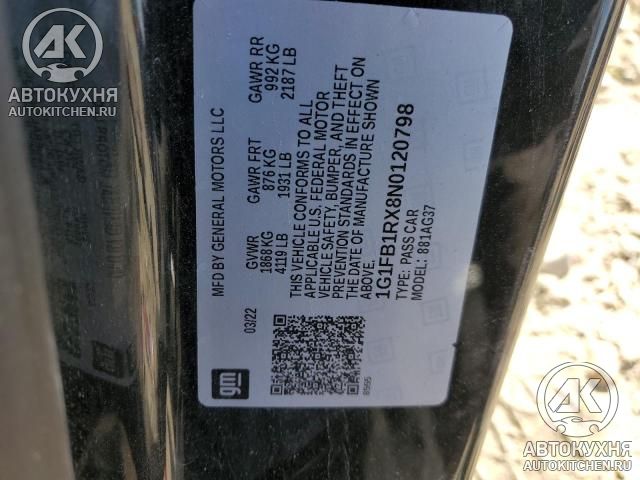 MFD BY GENERAL MOTORS LLC
03/22
GVWR
1868 KG
4119 LB
GAWR FRT
876 KG
1931 LB
GAWR RR
992 KG
2187 LB
THIS VEHICLE CONFORMS TO ALL
APPLICABLE U.S. FEDERAL MOTOR
VEHICLE SAFETY, BUMPER, AND THEFT
PREVENTION STANDARDS IN EFFECT ON
THE DATE OF MANUFACTURE SHOWN
ABOVE.
1G1FB1RX8N0120798
TYPE: PASS CAR
MODEL: 881AG37
gm
АК
АВТОКУХНЯ
AUTOKITCHEN.RU
АК
АВТОКУХНЯ
AUTOKITCHEN.RU